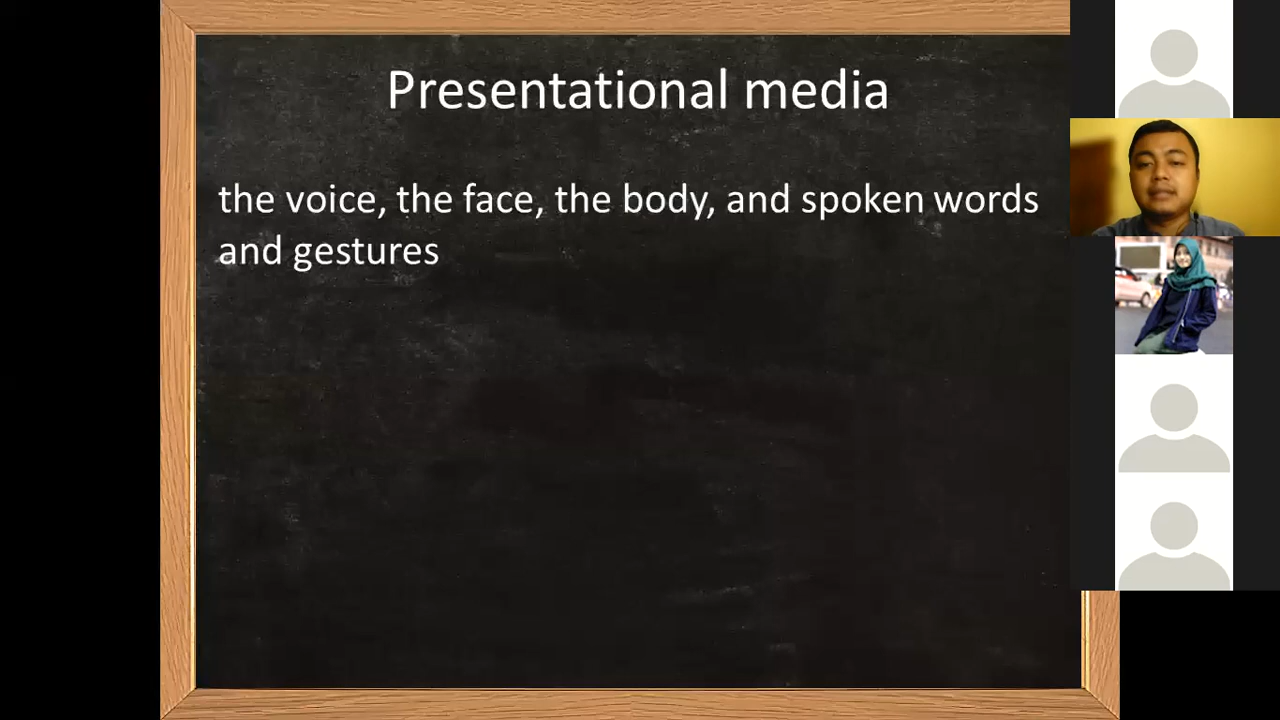 Presentational media
the voice, the face, the body, and spoken words
and gestures